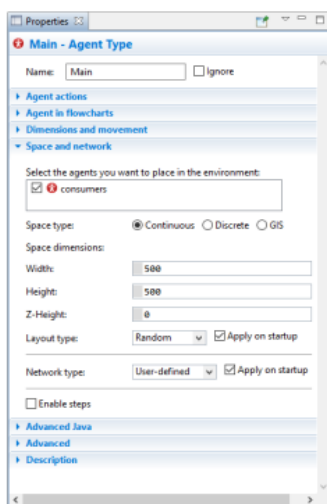 Properties
Main - Agent Type
Name: Main Ignore
Agent actions
Agent in flowcharts
Dimensions and movement
Space and network
Select the agents you want to place in the environment:
consumers
Space type: Continuous Discrete GIS
Space dimensions:
Width: 500
Height: 500
Z-Height: 0
Layout type: Random Apply on startup
Network type: User-defined Apply on startup
Enable steps
Advanced Java
Advanced
Description